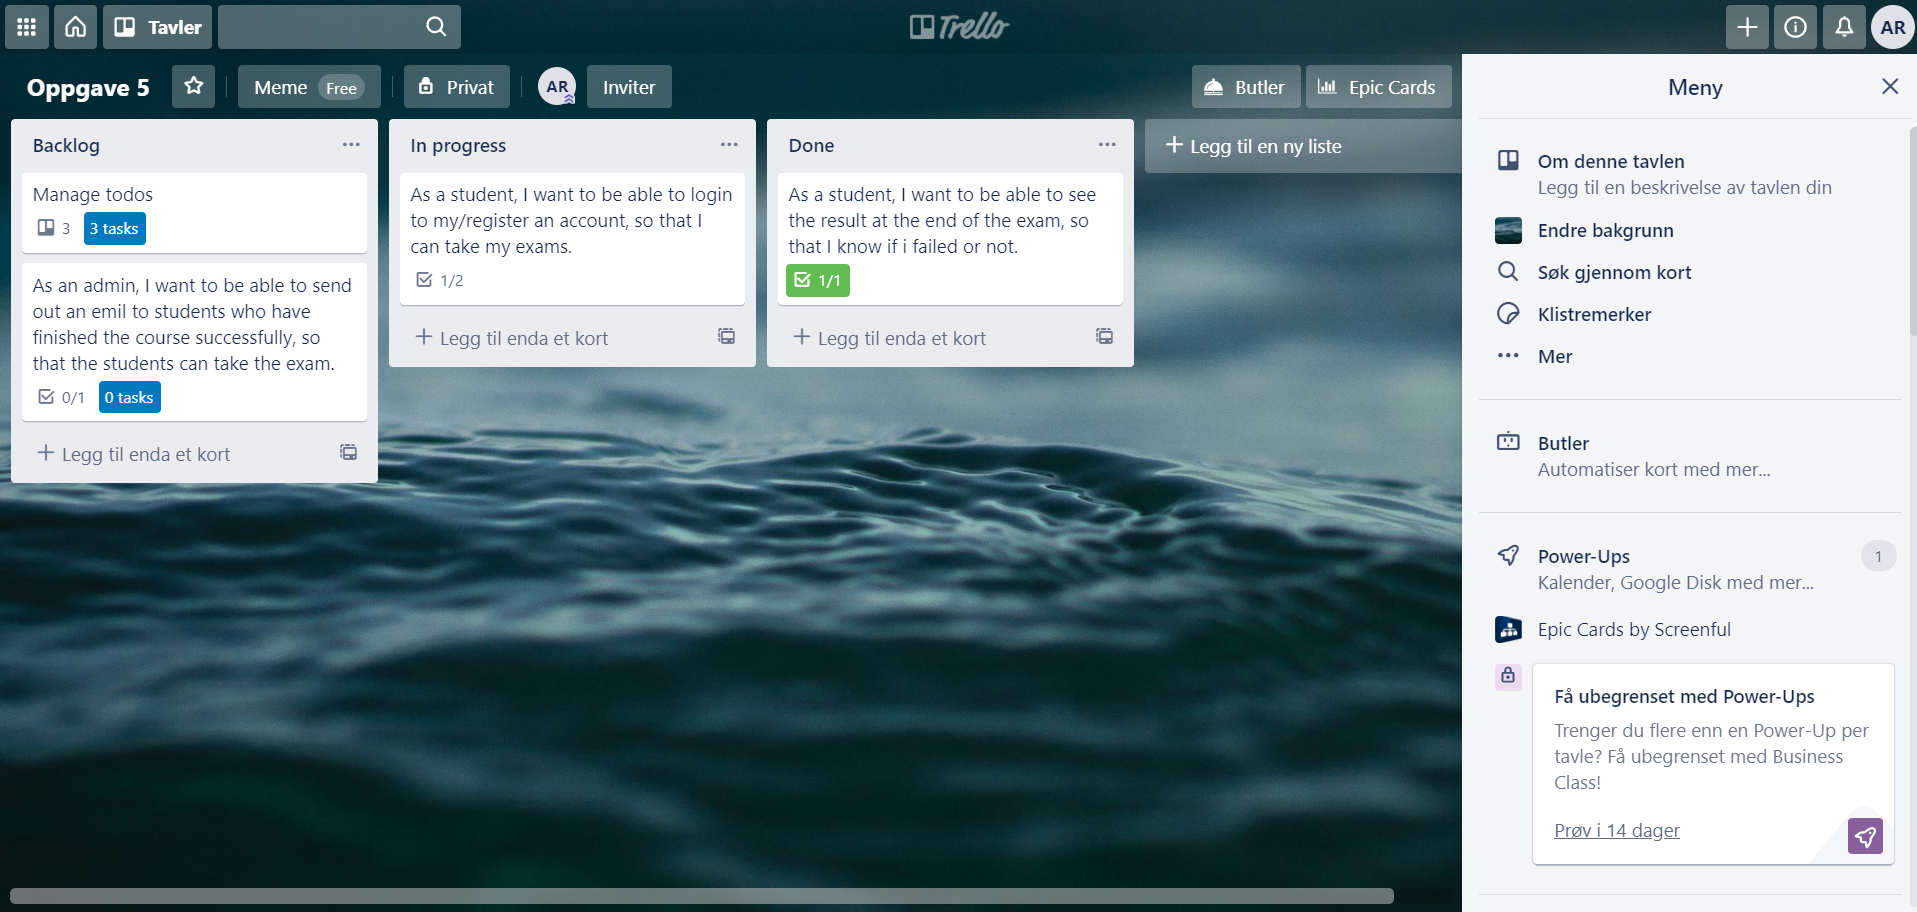 Tavler
Trello
AR
Oppgave 5
Meme Free
Privat
AR
Inviter
Butler
Epic Cards
Backlog
Manage todos
3
3 tasks
As an admin, I want to be able to send
out an emil to students who have
finished the course successfully, so
that the students can take the exam.
0/1
0 tasks
Legg til enda et kort
In progress
As a student, I want to be able to login
to my/register an account, so that I
can take my exams.
1/2
Legg til enda et kort
Done
As a student, I want to be able to see
the result at the end of the exam, so
that I know if i failed or not.
1/1
Legg til enda et kort
Legg til en ny liste
Meny
Om denne tavlen
Legg til en beskrivelse av tavlen din
Endre bakgrunn
Søk gjennom kort
Klistremerker
Mer
Butler
Automatiser kort med mer...
Power-Ups
1
Kalender, Google Disk med mer...
Epic Cards by Screenful
Få ubegrenset med Power-Ups
Trenger du flere enn en Power-Up per
tavle? Få ubegrenset med Business
Class!
Prøv i 14 dager